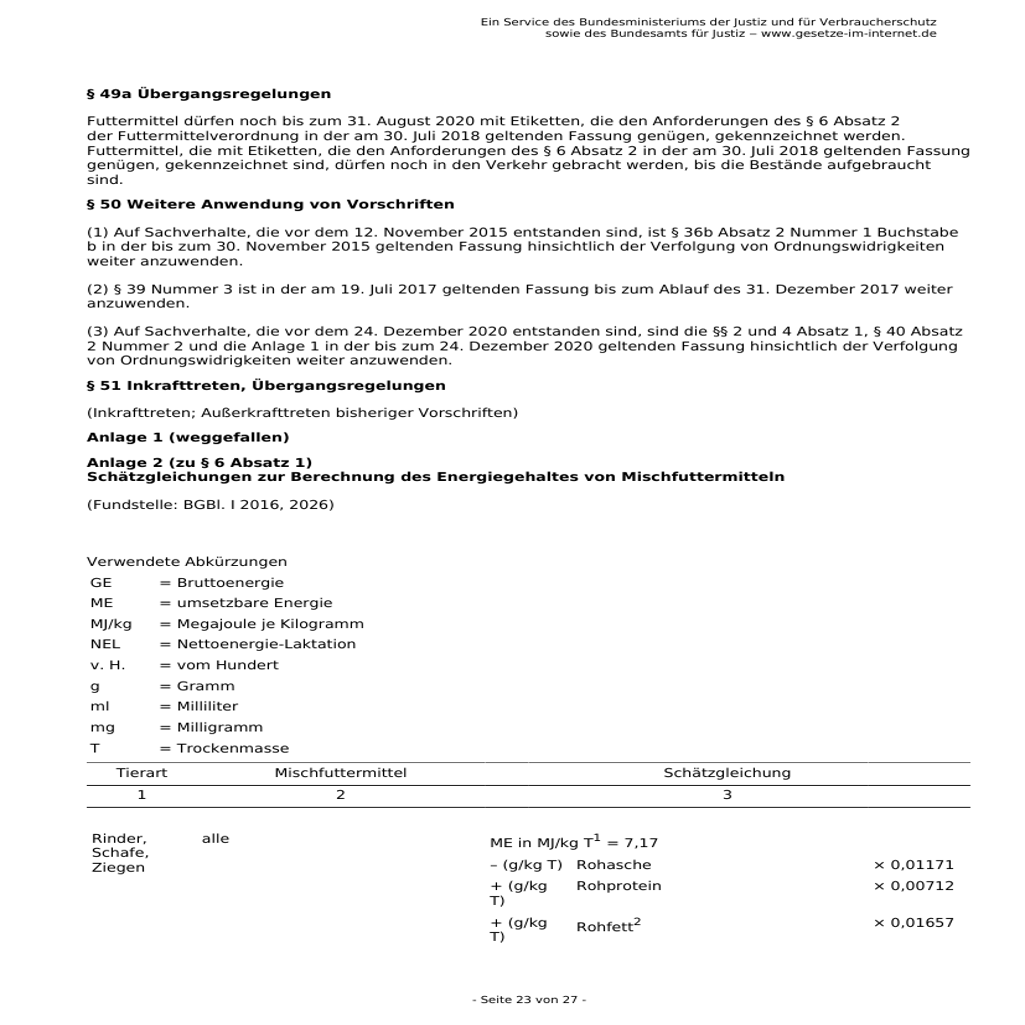 Ein Service des Bundesministeriums der Justiz und für Verbraucherschutz
sowie des Bundesamts für Justiz – www.gesetze-im-internet.de
§ 49a Übergangsregelungen
Futtermittel dürfen noch bis zum 31. August 2020 mit Etiketten, die den Anforderungen des § 6 Absatz 2
der Futtermittelverordnung in der am 30. Juli 2018 geltenden Fassung genügen, gekennzeichnet werden.
Futtermittel, die mit Etiketten, die den Anforderungen des § 6 Absatz 2 in der am 30. Juli 2018 geltenden Fassung
genügen, gekennzeichnet sind, dürfen noch in den Verkehr gebracht werden, bis die Bestände aufgebraucht
sind.
§ 50 Weitere Anwendung von Vorschriften
(1) Auf Sachverhalte, die vor dem 12. November 2015 entstanden sind, ist § 36b Absatz 2 Nummer 1 Buchstabe
b in der bis zum 30. November 2015 geltenden Fassung hinsichtlich der Verfolgung von Ordnungswidrigkeiten
weiter anzuwenden.
(2) § 39 Nummer 3 ist in der am 19. Juli 2017 geltenden Fassung bis zum Ablauf des 31. Dezember 2017 weiter
anzuwenden.
(3) Auf Sachverhalte, die vor dem 24. Dezember 2020 entstanden sind, sind die §§ 2 und 4 Absatz 1, § 40 Absatz
2 Nummer 2 und die Anlage 1 in der bis zum 24. Dezember 2020 geltenden Fassung hinsichtlich der Verfolgung
von Ordnungswidrigkeiten weiter anzuwenden.
§ 51 Inkrafttreten, Übergangsregelungen
(Inkrafttreten; Außerkrafttreten bisheriger Vorschriften)
Anlage 1 (weggefallen)
Anlage 2 (zu § 6 Absatz 1)
Schätzgleichungen zur Berechnung des Energiegehaltes von Mischfuttermitteln
(Fundstelle: BGBl. I 2016, 2026)
Verwendete Abkürzungen
GE = Bruttoenergie
ME = umsetzbare Energie
MJ/kg = Megajoule je Kilogramm
NEL = Nettoenergie-Laktation
v. H. = vom Hundert
g = Gramm
ml = Milliliter
mg = Milligramm
T = Trockenmasse
Tierart Mischfuttermittel Schätzgleichung
1 2 3
Rinder, alle ME in MJ/kg T1 = 7,17
Schafe,
Ziegen
– (g/kg T) Rohasche × 0,01171
+ (g/kg Rohprotein × 0,00712
T)
+ (g/kg Rohfett2 × 0,01657
T)
- Seite 23 von 27 -